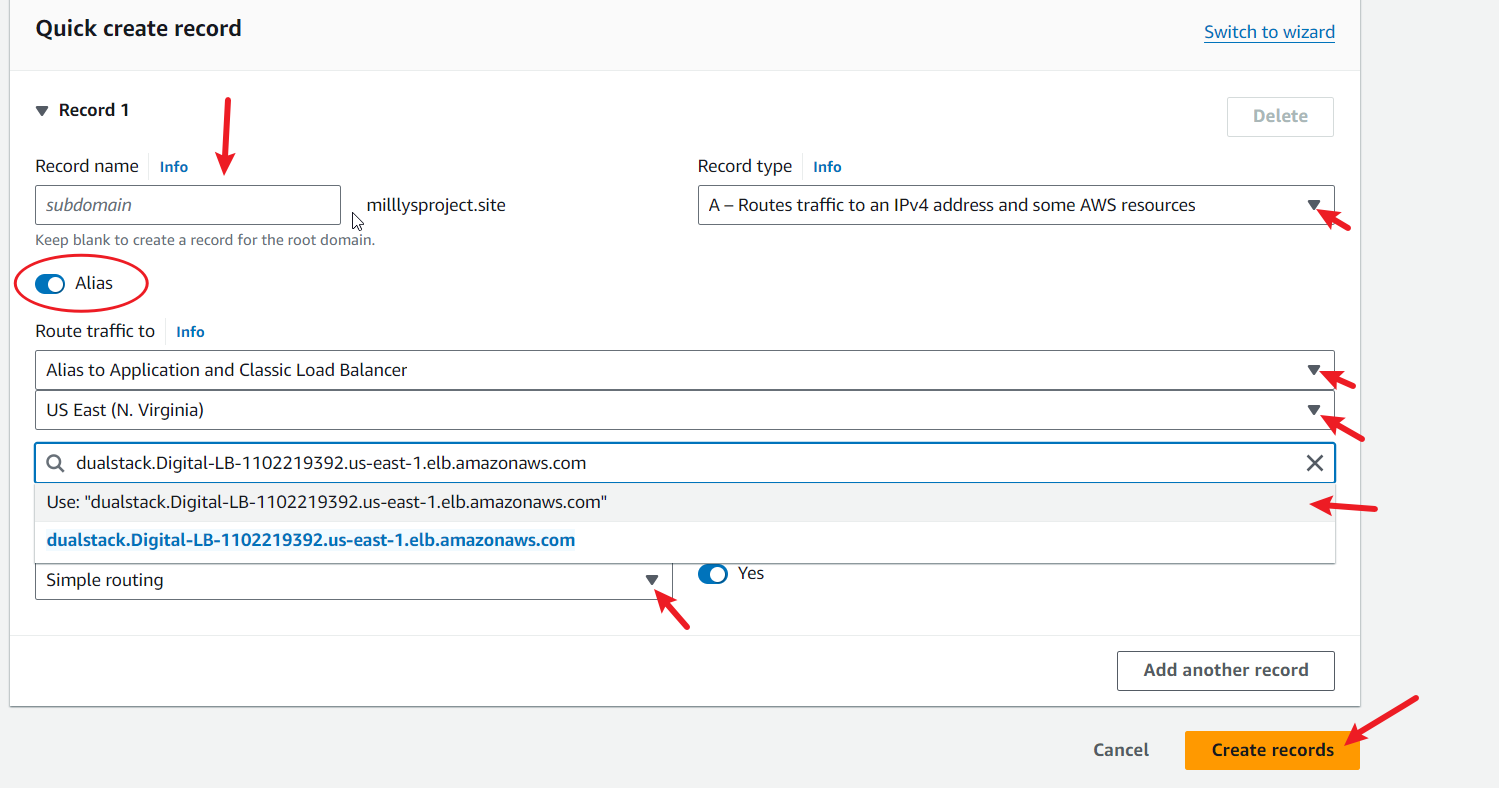 Quick create record
Switch to wizard
Record 1
Delete
Record name Info
Record type Info
subdomain
.milllysproject.site
A – Routes traffic to an IPv4 address and some AWS resources
Keep blank to create a record for the root domain.
Alias
Route traffic to Info
Alias to Application and Classic Load Balancer
US East (N. Virginia)
dualstack.Digital-LB-1102219392.us-east-1.elb.amazonaws.com
Use: "dualstack.Digital-LB-1102219392.us-east-1.elb.amazonaws.com"
dualstack.Digital-LB-1102219392.us-east-1.elb.amazonaws.com
Simple routing
Yes
Add another record
Cancel
Create records